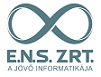 E.N.S. ZRT.
A JÖVŐ INFORMATIKÁJA